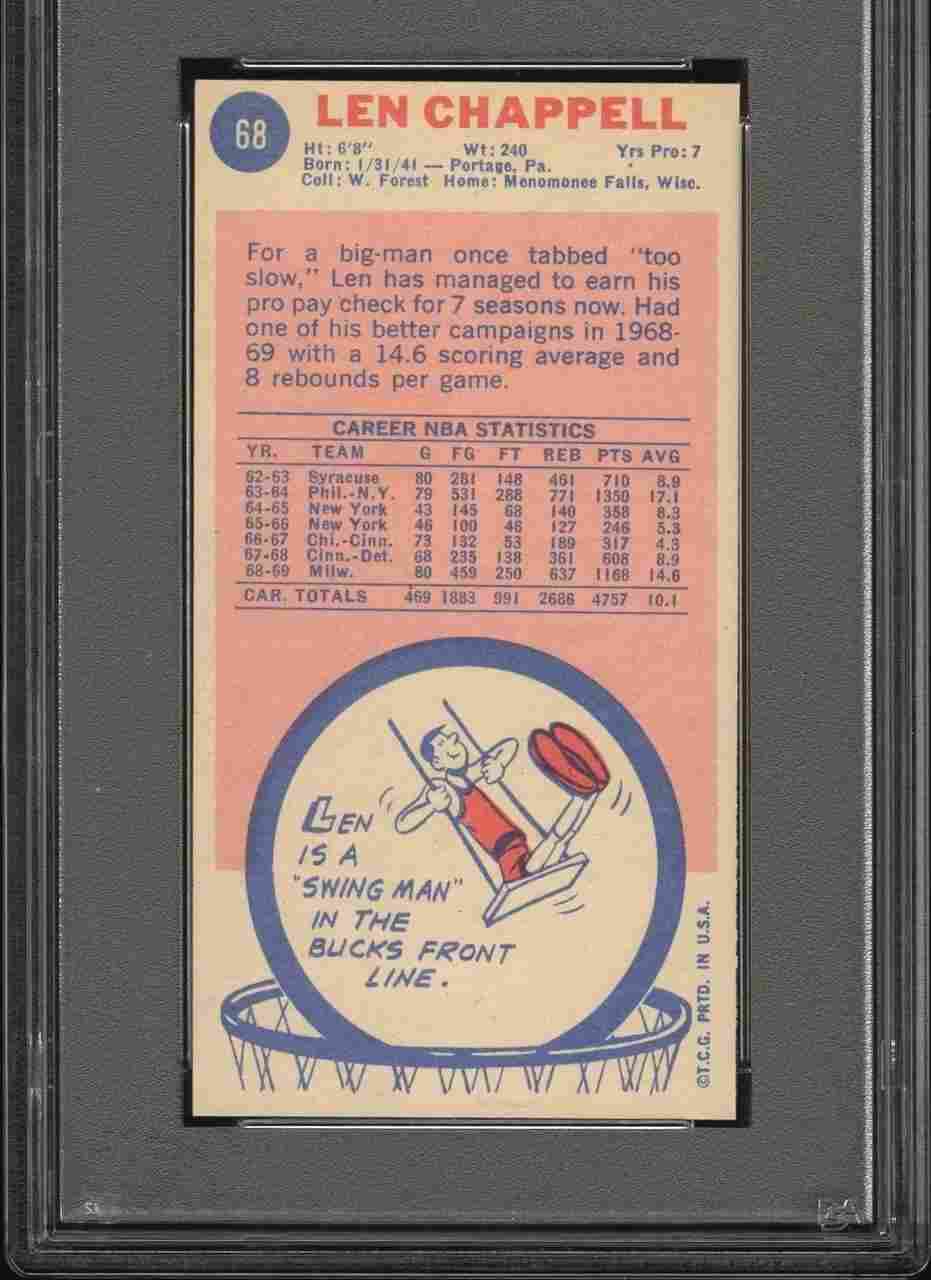 68
LEN CHAPPELL
Ht: 6'8" Wt: 240 Yrs Pro: 7
Born: 1/31/41 — Portage, Pa.
Coll: W. Forest Home: Menomonee Falls, Wisc.
For a big-man once tabbed "too
slow," Len has managed to earn his
pro pay check for 7 seasons now. Had
one of his better campaigns in 1968-
69 with a 14.6 scoring average and
8 rebounds per game.
CAREER NBA STATISTICS
YR. TEAM G FG FT REB PTS AVG
62-63 Syracuse 80 281 148 461 710 8.9
63-64 Phil.-N.Y. 79 531 288 771 1350 17.1
64-65 New York 43 145 68 140 358 8.3
65-66 New York 46 100 46 127 246 5.3
66-67 Chi.-Cinn. 73 132 53 189 317 4.3
67-68 Cinn.-Det. 68 235 138 361 608 8.9
68-69 Milw. 80 459 250 637 1168 14.6
CAR. TOTALS 469 1883 991 2686 4757 10.1
LEN
IS A
"SWING MAN"
IN THE
BUCKS FRONT
LINE.
©T.C.G. PRTD. IN U.S.A.